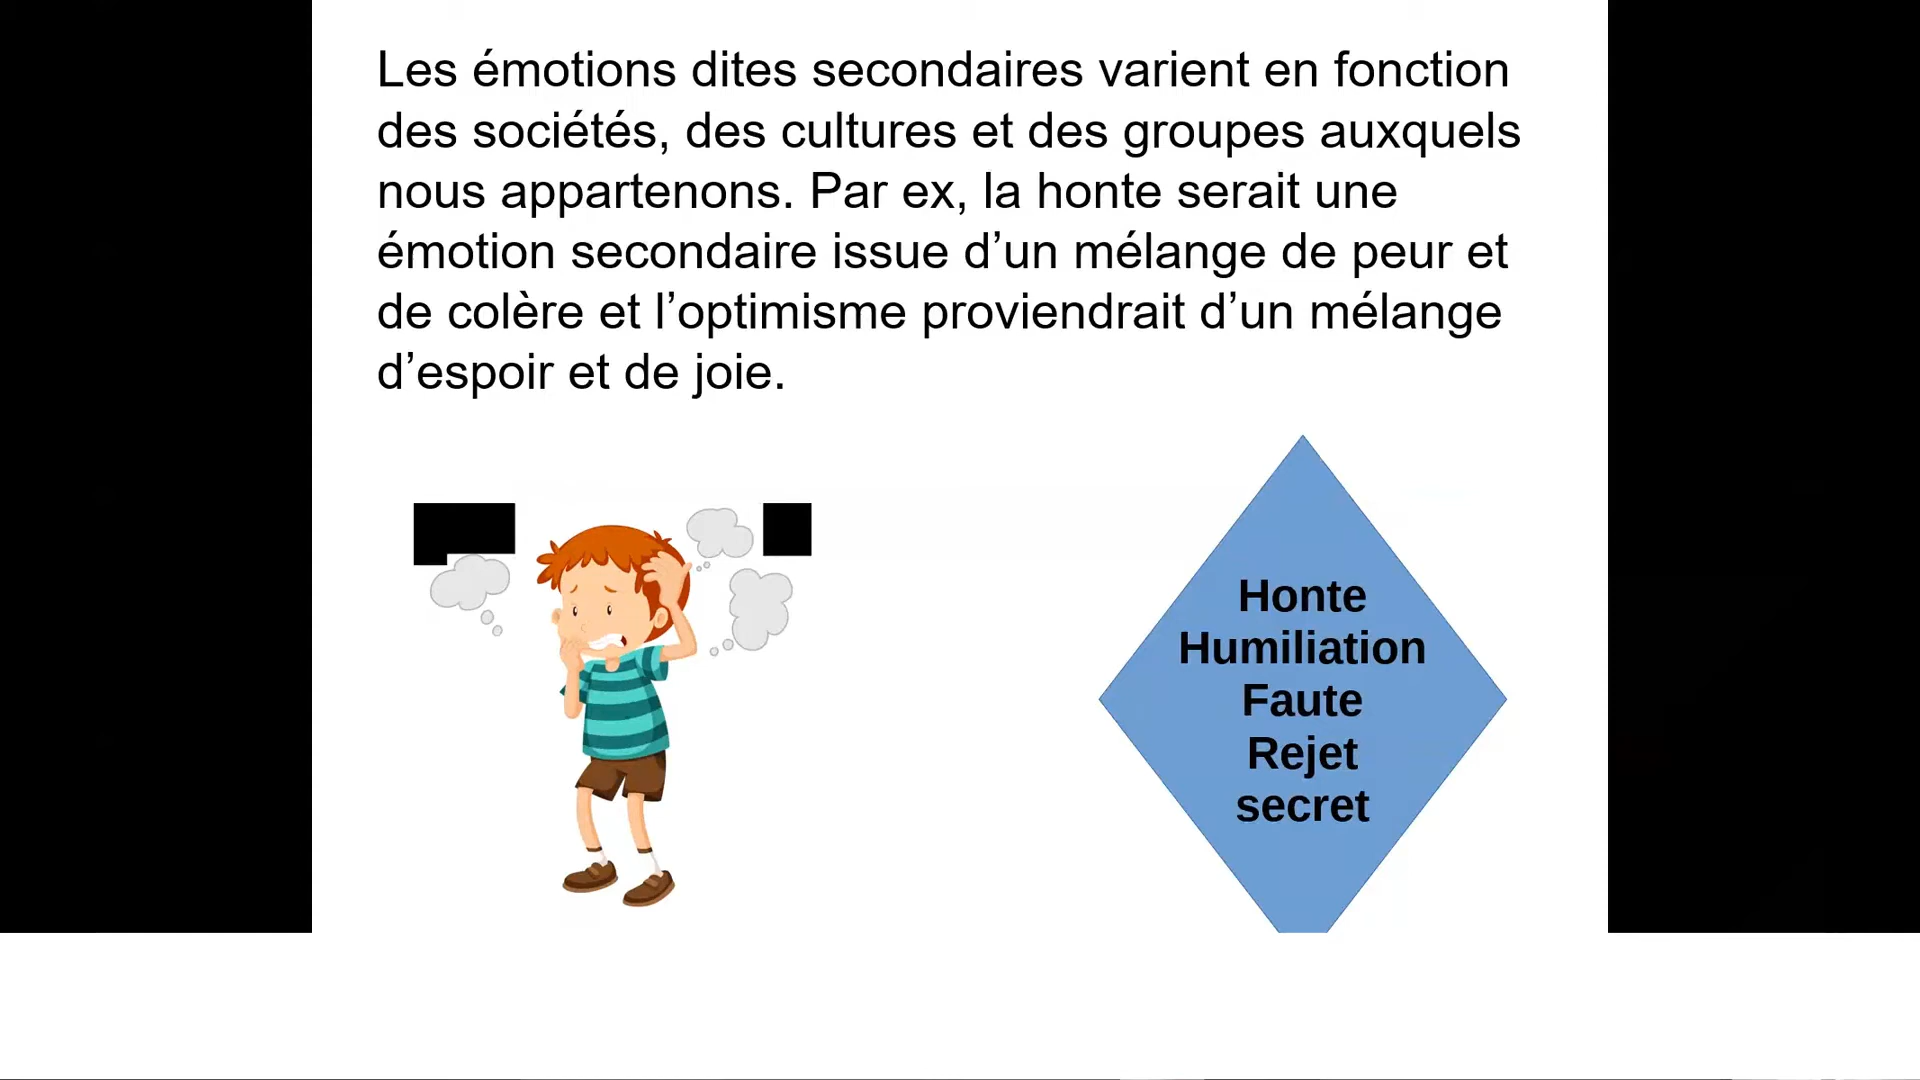 Les émotions dites secondaires varient en fonction
des sociétés, des cultures et des groupes auxquels
nous appartenons. Par ex, la honte serait une
émotion secondaire issue d’un mélange de peur et
de colère et l’optimisme proviendrait d’un mélange
d’espoir et de joie.
Honte
Humiliation
Faute
Rejet
secret